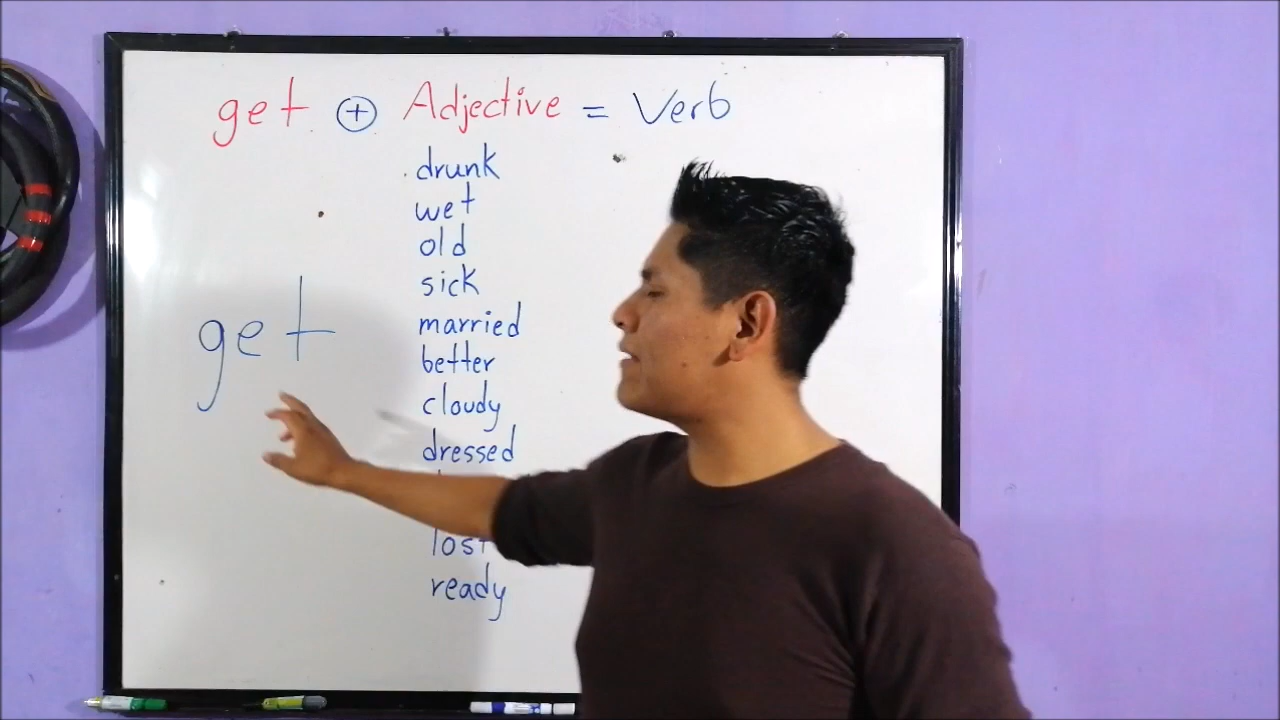 get + Adjective = Verb
drunk
wet
old
sick
get
married
better
cloudy
dressed
lost
ready